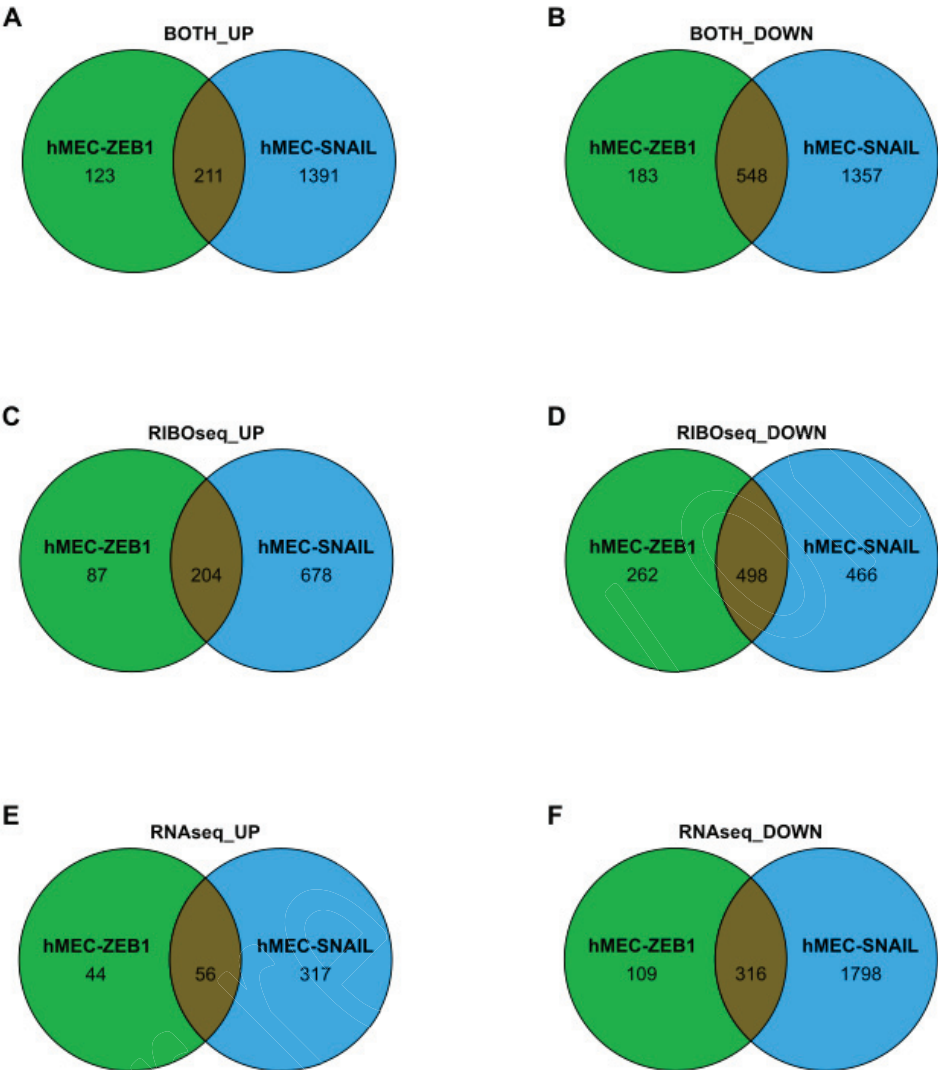 A
BOTH_UP
hMEC-ZEB1
123
211
hMEC-SNAIL
1391
B
BOTH_DOWN
hMEC-ZEB1
183
548
hMEC-SNAIL
1357
C
RIBOseq_UP
hMEC-ZEB1
87
204
hMEC-SNAIL
678
D
RIBOseq_DOWN
hMEC-ZEB1
262
498
hMEC-SNAIL
466
E
RNAseq_UP
hMEC-ZEB1
44
56
hMEC-SNAIL
317
F
RNAseq_DOWN
hMEC-ZEB1
109
316
hMEC-SNAIL
1798